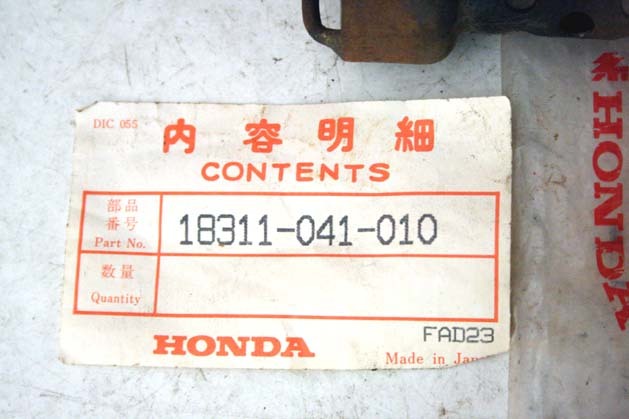 DIC 055
内容明細
CONTENTS
部品
番号
Part No.
18311-041-010
数量
Quantity
FAD23
HONDA
Made in
HONDA